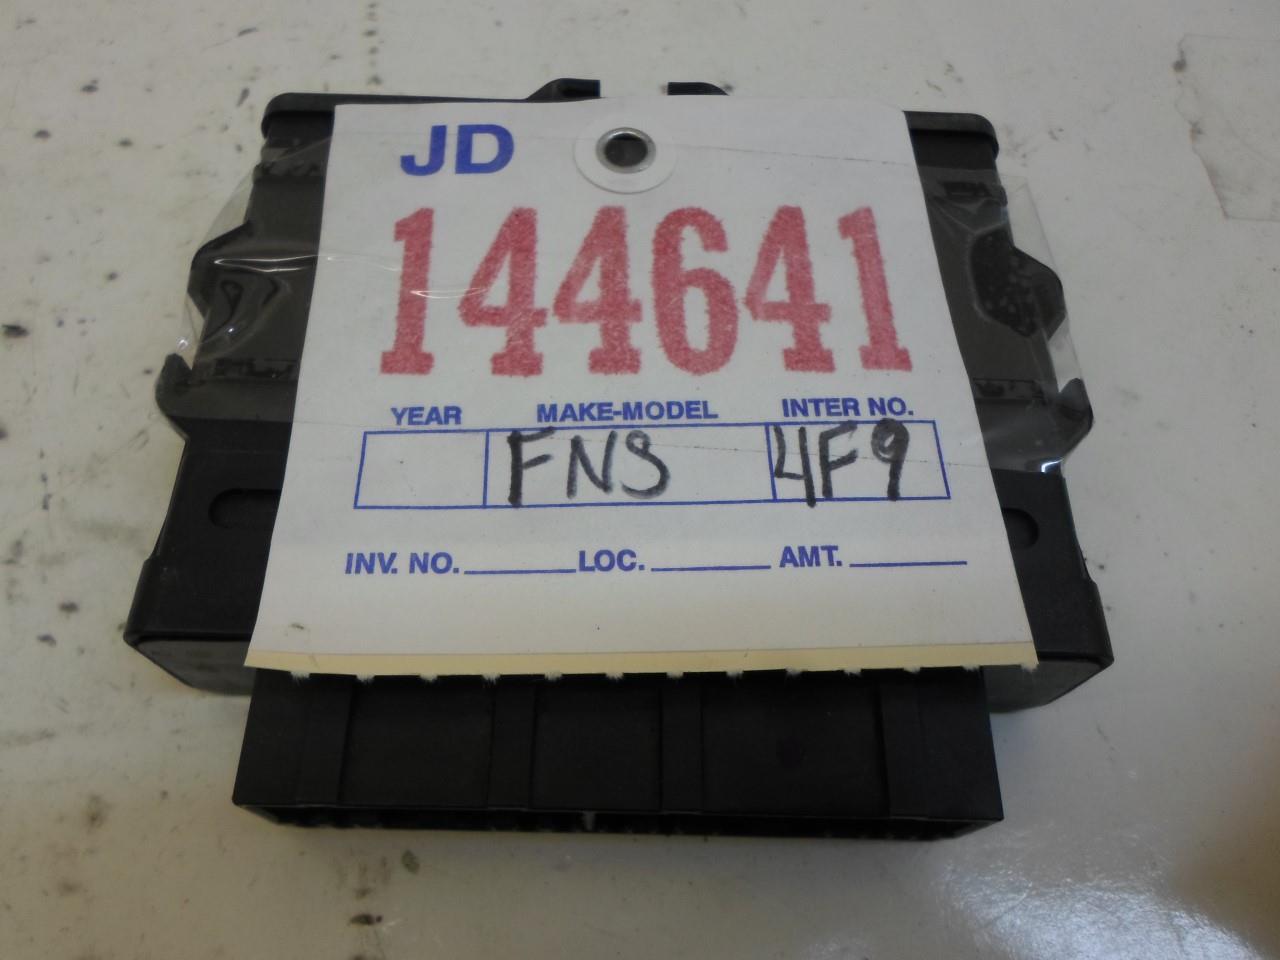 JD
144641
YEAR MAKE-MODEL INTER NO.
FNS 4F9
INV. NO. LOC. AMT.